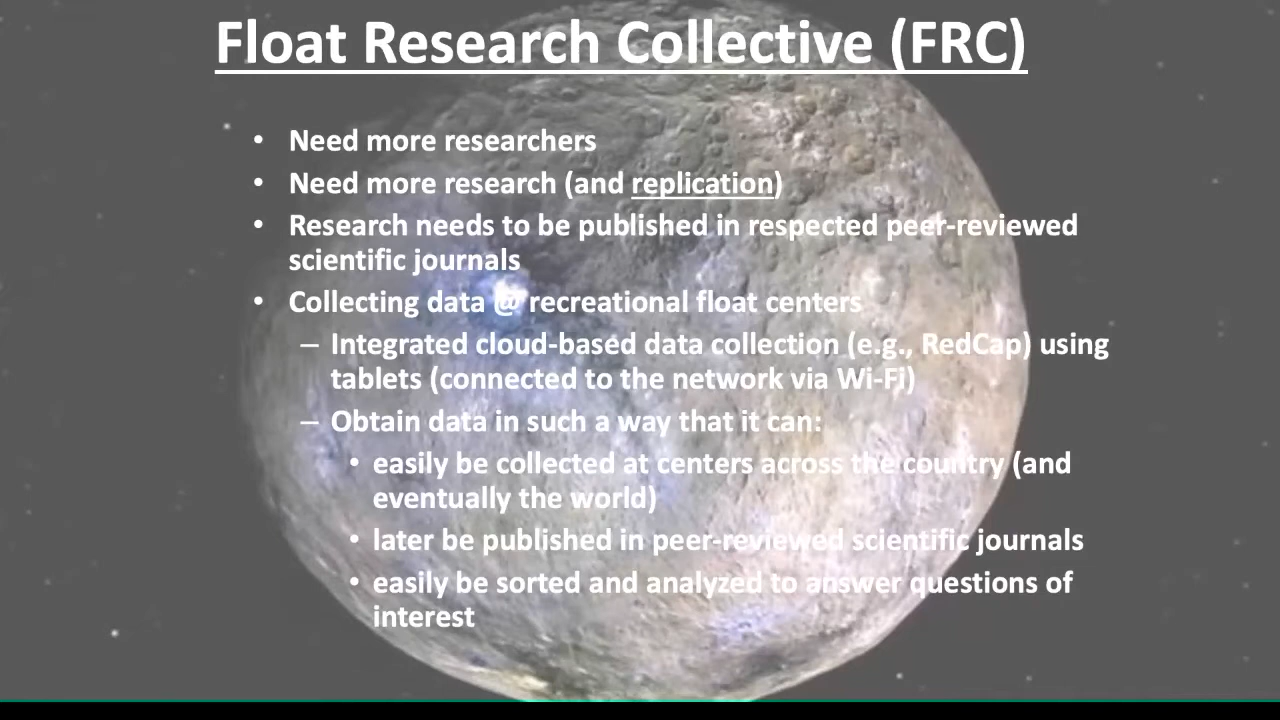 Float Research Collective (FRC)
• Need more researchers
• Need more research (and replication)
• Research needs to be published in respected peer-reviewed
scientific journals
• Collecting data @ recreational float centers
– Integrated cloud-based data collection (e.g., RedCap) using
tablets (connected to the network via Wi-Fi)
– Obtain data in such a way that it can:
• easily be collected at centers across the country (and
eventually the world)
• later be published in peer-reviewed scientific journals
• easily be sorted and analyzed to answer questions of
interest